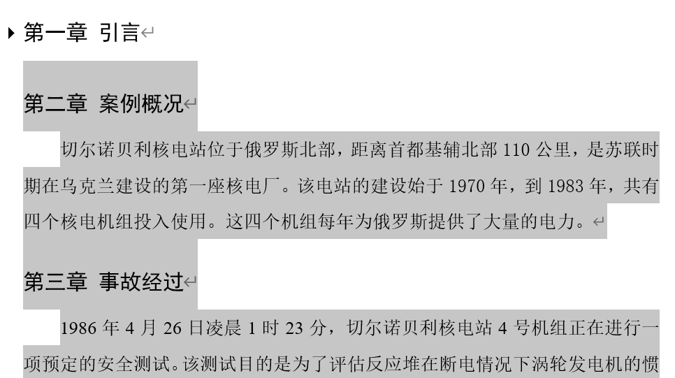 第一章 引言
第二章 案例概况
切尔诺贝利核电站位于俄罗斯北部，距离首都基辅北部 110 公里，是苏联时
期在乌克兰建设的第一座核电厂。该电站的建设始于 1970 年，到 1983 年，共有
四个核电机组投入使用。这四个机组每年为俄罗斯提供了大量的电力。
第三章 事故经过
1986 年 4 月 26 日凌晨 1 时 23 分，切尔诺贝利核电站 4 号机组正在进行一
项预定的安全测试。该测试目的是为了评估反应堆在断电情况下涡轮发电机的惯